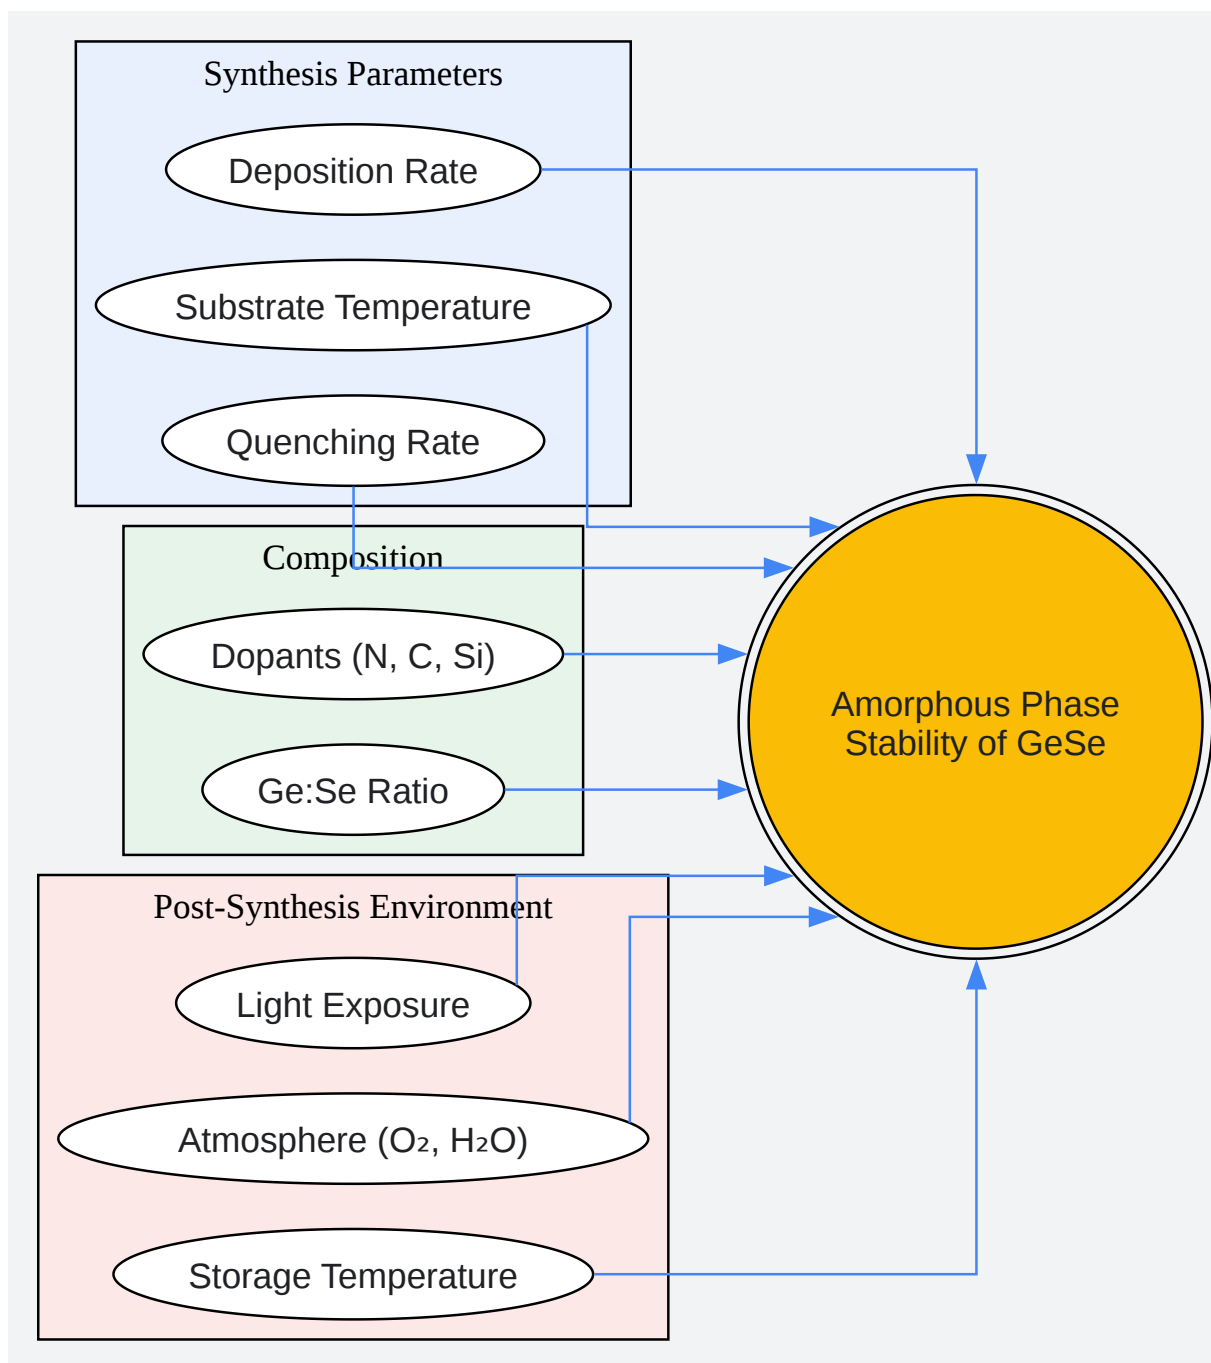 Synthesis Parameters
Deposition Rate
Substrate Temperature
Quenching Rate
Composition
Dopants (N, C, Si)
Ge:Se Ratio
Post-Synthesis Environment
Light Exposure
Atmosphere (O₂, H₂O)
Storage Temperature
Amorphous Phase
Stability of GeSe